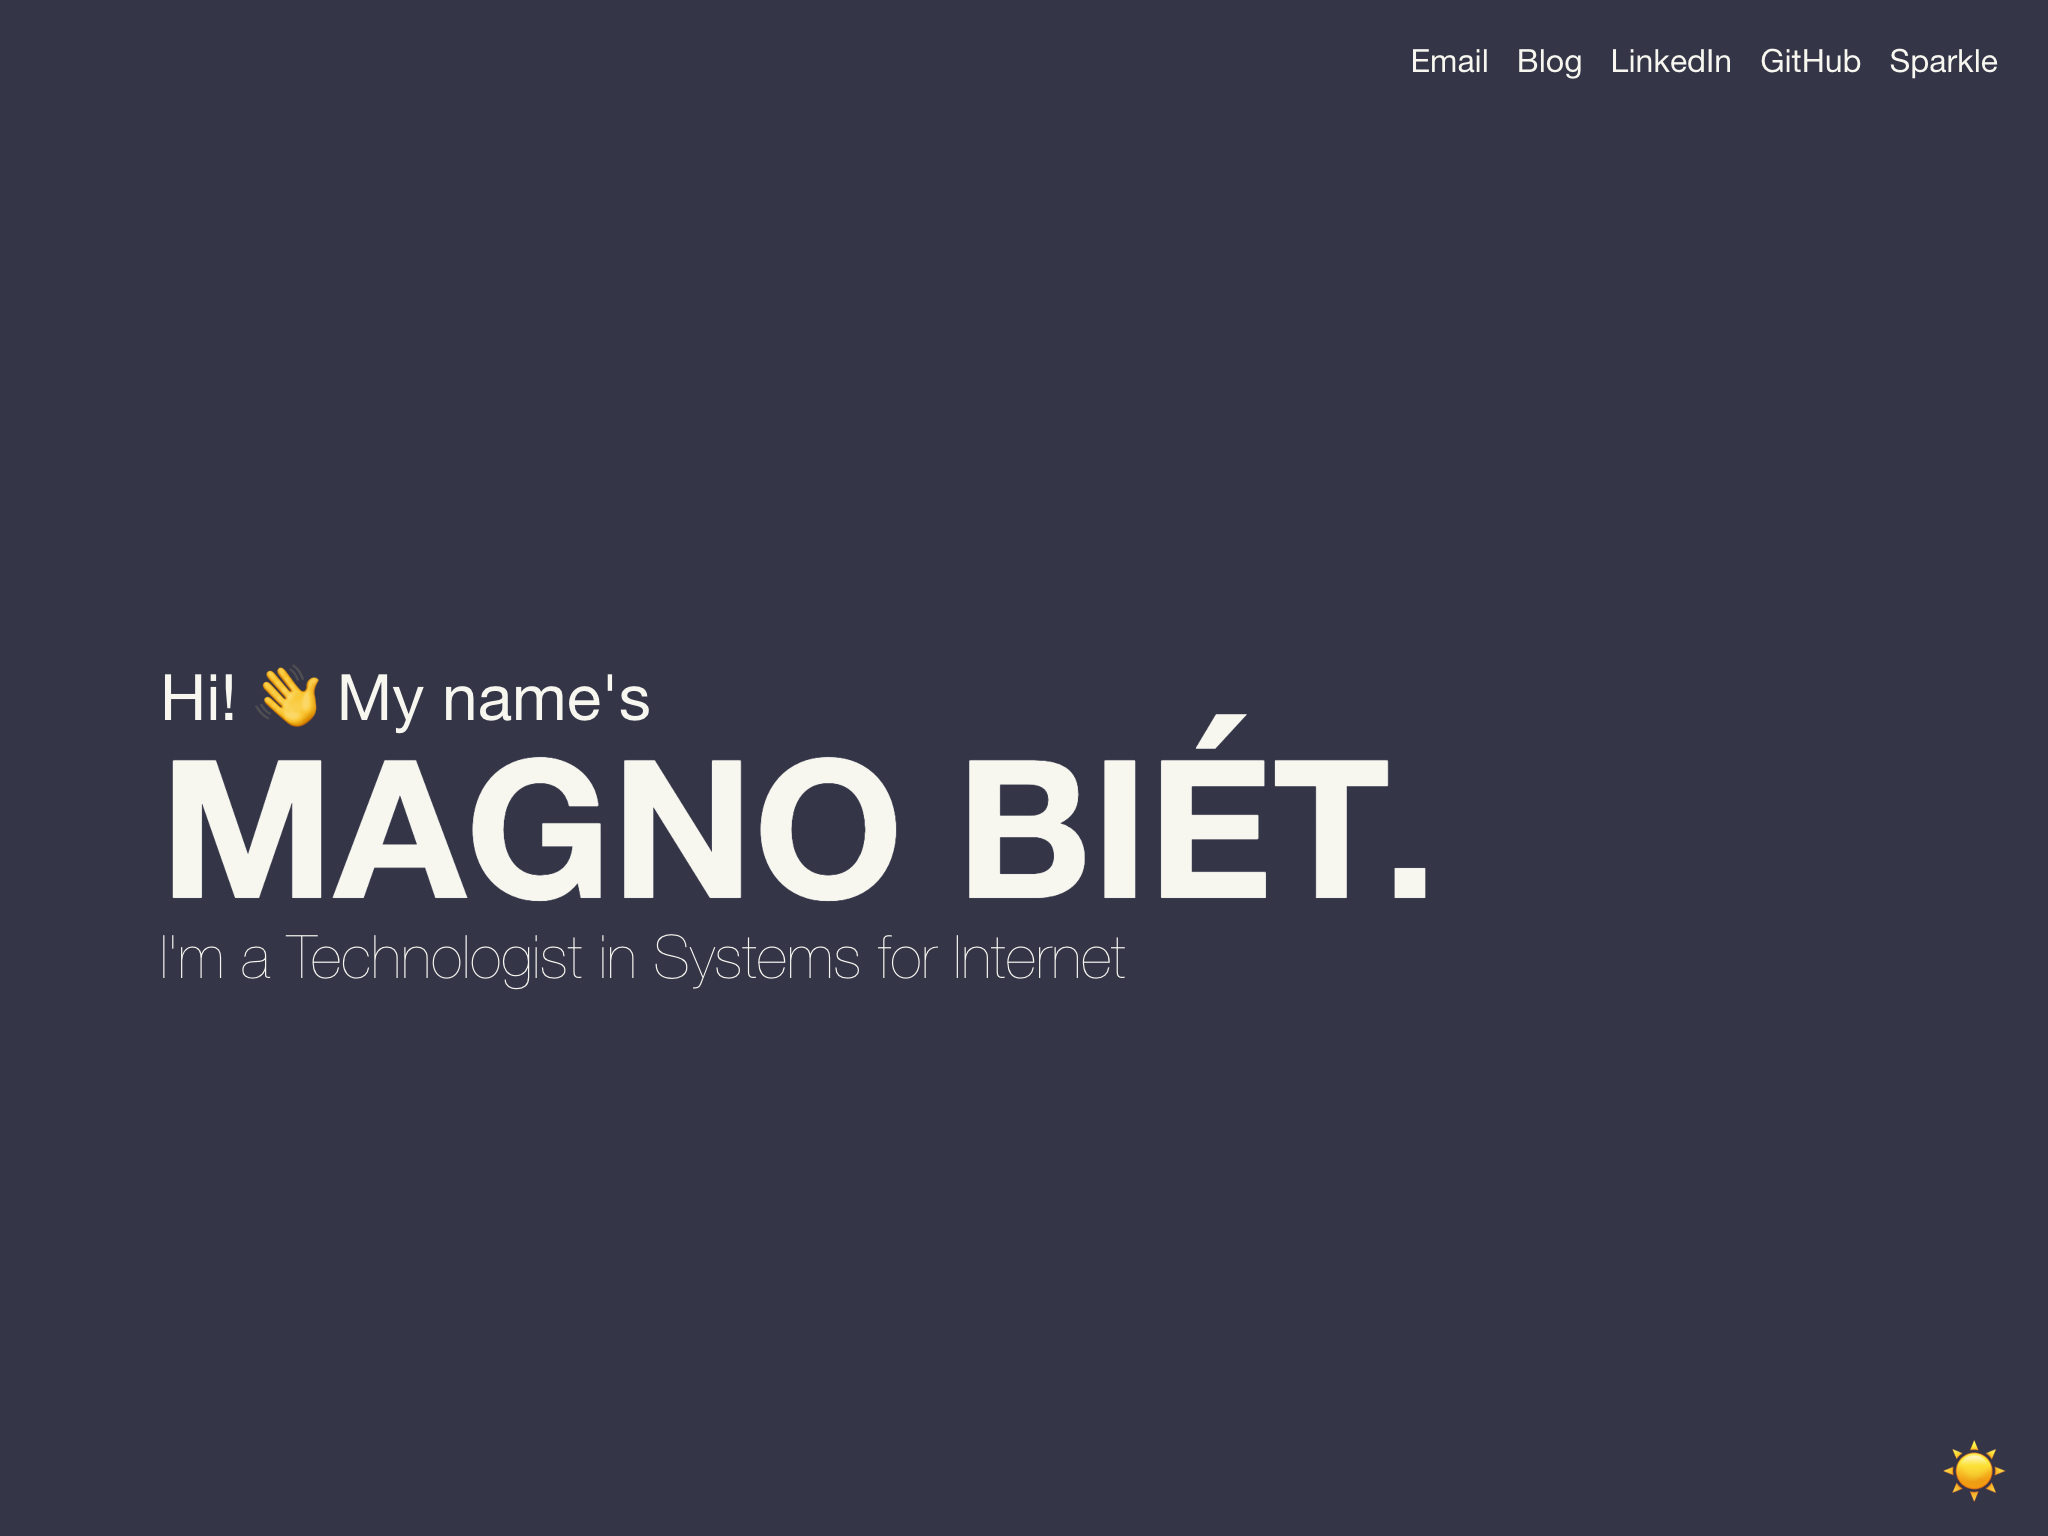 Email Blog LinkedIn GitHub Sparkle
Hi! 👋 My name's
MAGNO BIÉT.
I'm a Technologist in Systems for Internet